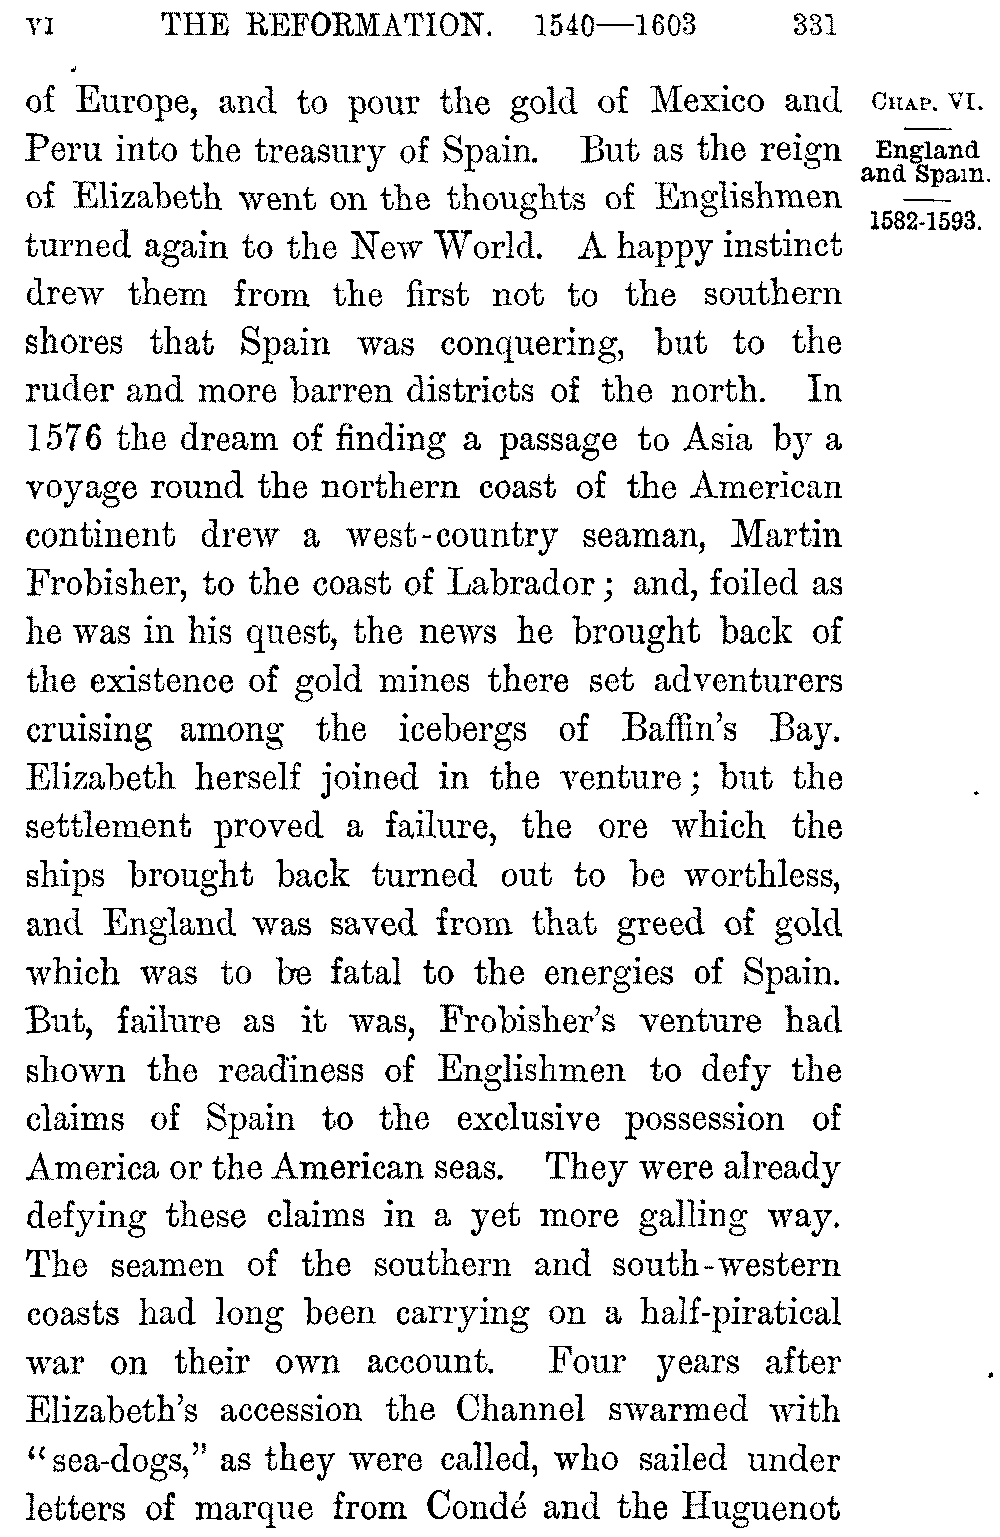 VI THE REFORMATION. 1540—1603 331
of Europe, and to pour the gold of Mexico and
Peru into the treasury of Spain. But as the reign
of Elizabeth went on the thoughts of Englishmen
turned again to the New World. A happy instinct
drew them from the first not to the southern
shores that Spain was conquering, but to the
ruder and more barren districts of the north. In
1576 the dream of finding a passage to Asia by a
voyage round the northern coast of the American
continent drew a west-country seaman, Martin
Frobisher, to the coast of Labrador; and, foiled as
he was in his quest, the news he brought back of
the existence of gold mines there set adventurers
cruising among the icebergs of Baffin's Bay.
Elizabeth herself joined in the venture; but the
settlement proved a failure, the ore which the
ships brought back turned out to be worthless,
and England was saved from that greed of gold
which was to be fatal to the energies of Spain.
But, failure as it was, Frobisher's venture had
shown the readiness of Englishmen to defy the
claims of Spain to the exclusive possession of
America or the American seas. They were already
defying these claims in a yet more galling way.
The seamen of the southern and south-western
coasts had long been carrying on a half-piratical
war on their own account. Four years after
Elizabeth's accession the Channel swarmed with
"sea-dogs," as they were called, who sailed under
letters of marque from Condé and the Huguenot
CHAP. VI.
England
and Spain.
1582-1593.